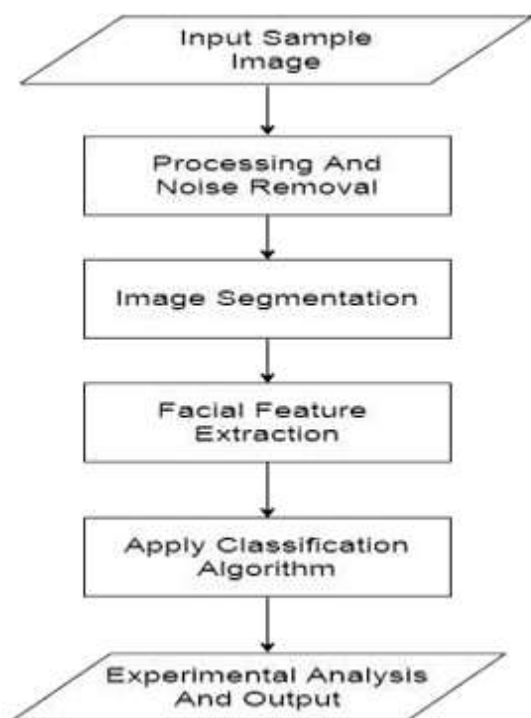 Input Sample
Image
Processing And
Noise Removal
Image Segmentation
Facial Feature
Extraction
Apply Classification
Algorithm
Experimental Analysis
And Output